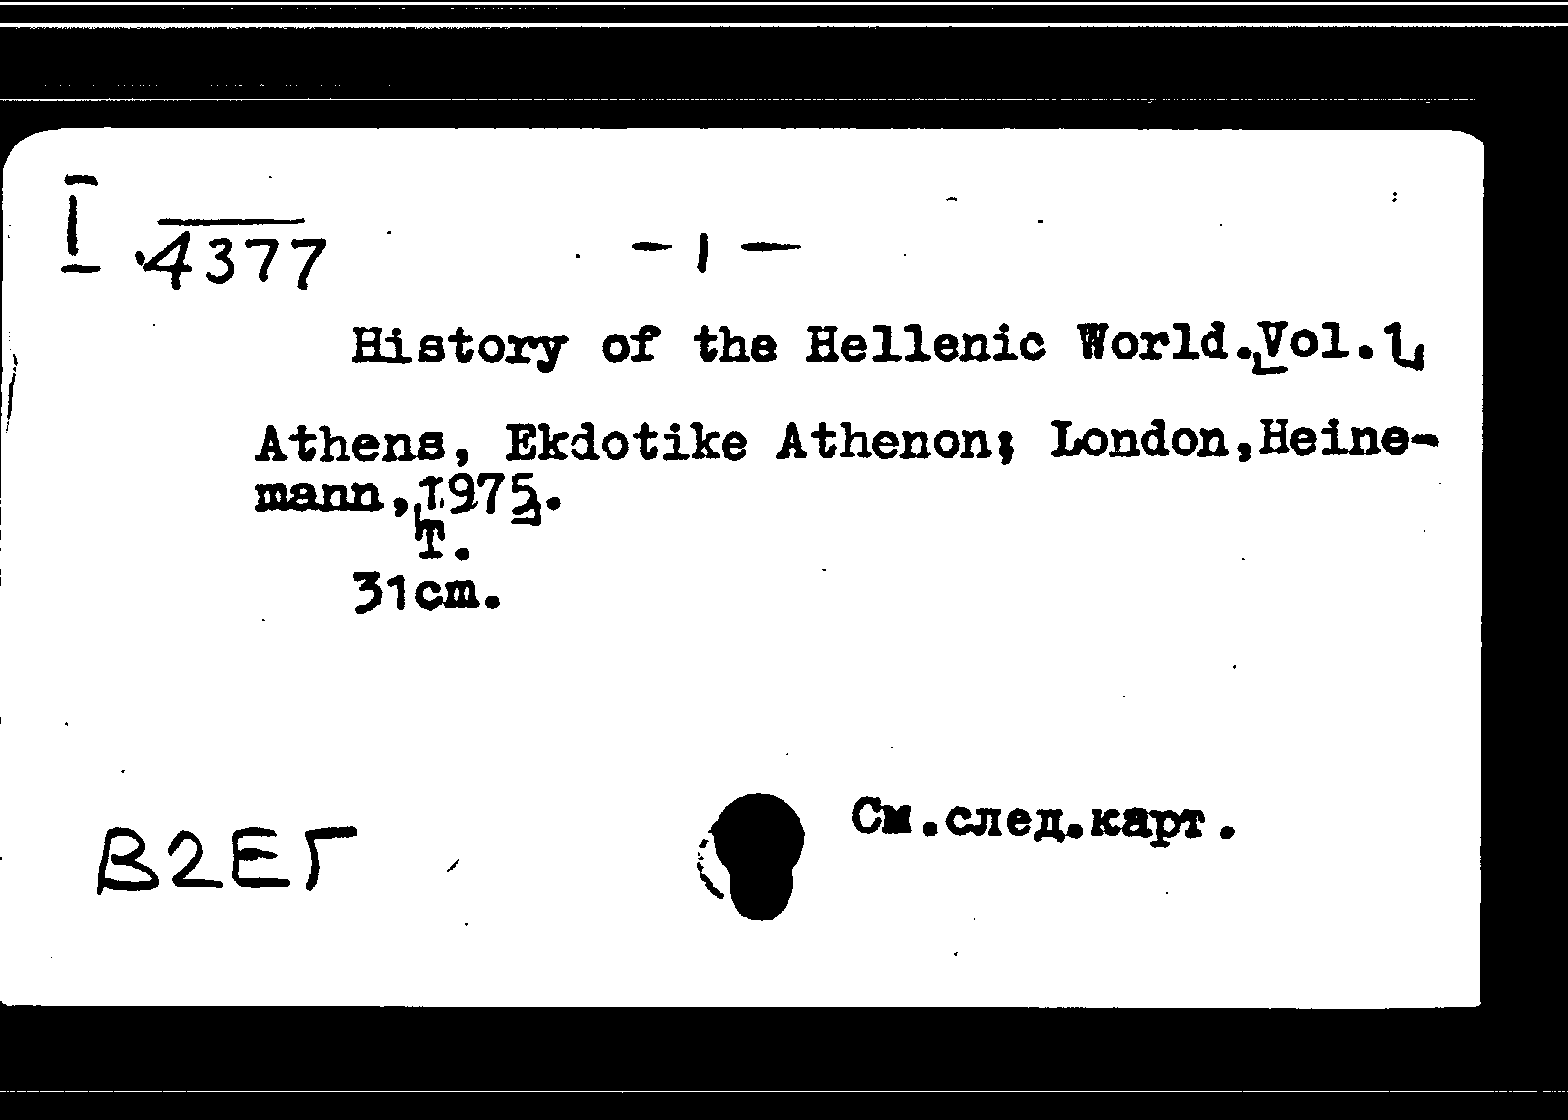 I 4377
- 1 -
History of the Hellenic World.Vol.1
Athens, Ekdotike Athenon; London,Heine-
mann,1975.
T.
31cm.
См.след.карт.
В2ЕГ